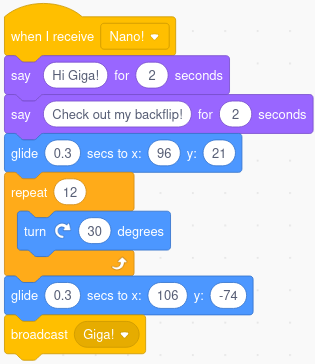 when I receive Nano!
say Hi Giga! for 2 seconds
say Check out my backflip! for 2 seconds
glide 0.3 secs to x: 96 y: 21
repeat 12
turn 30 degrees
glide 0.3 secs to x: 106 y: -74
broadcast Giga!